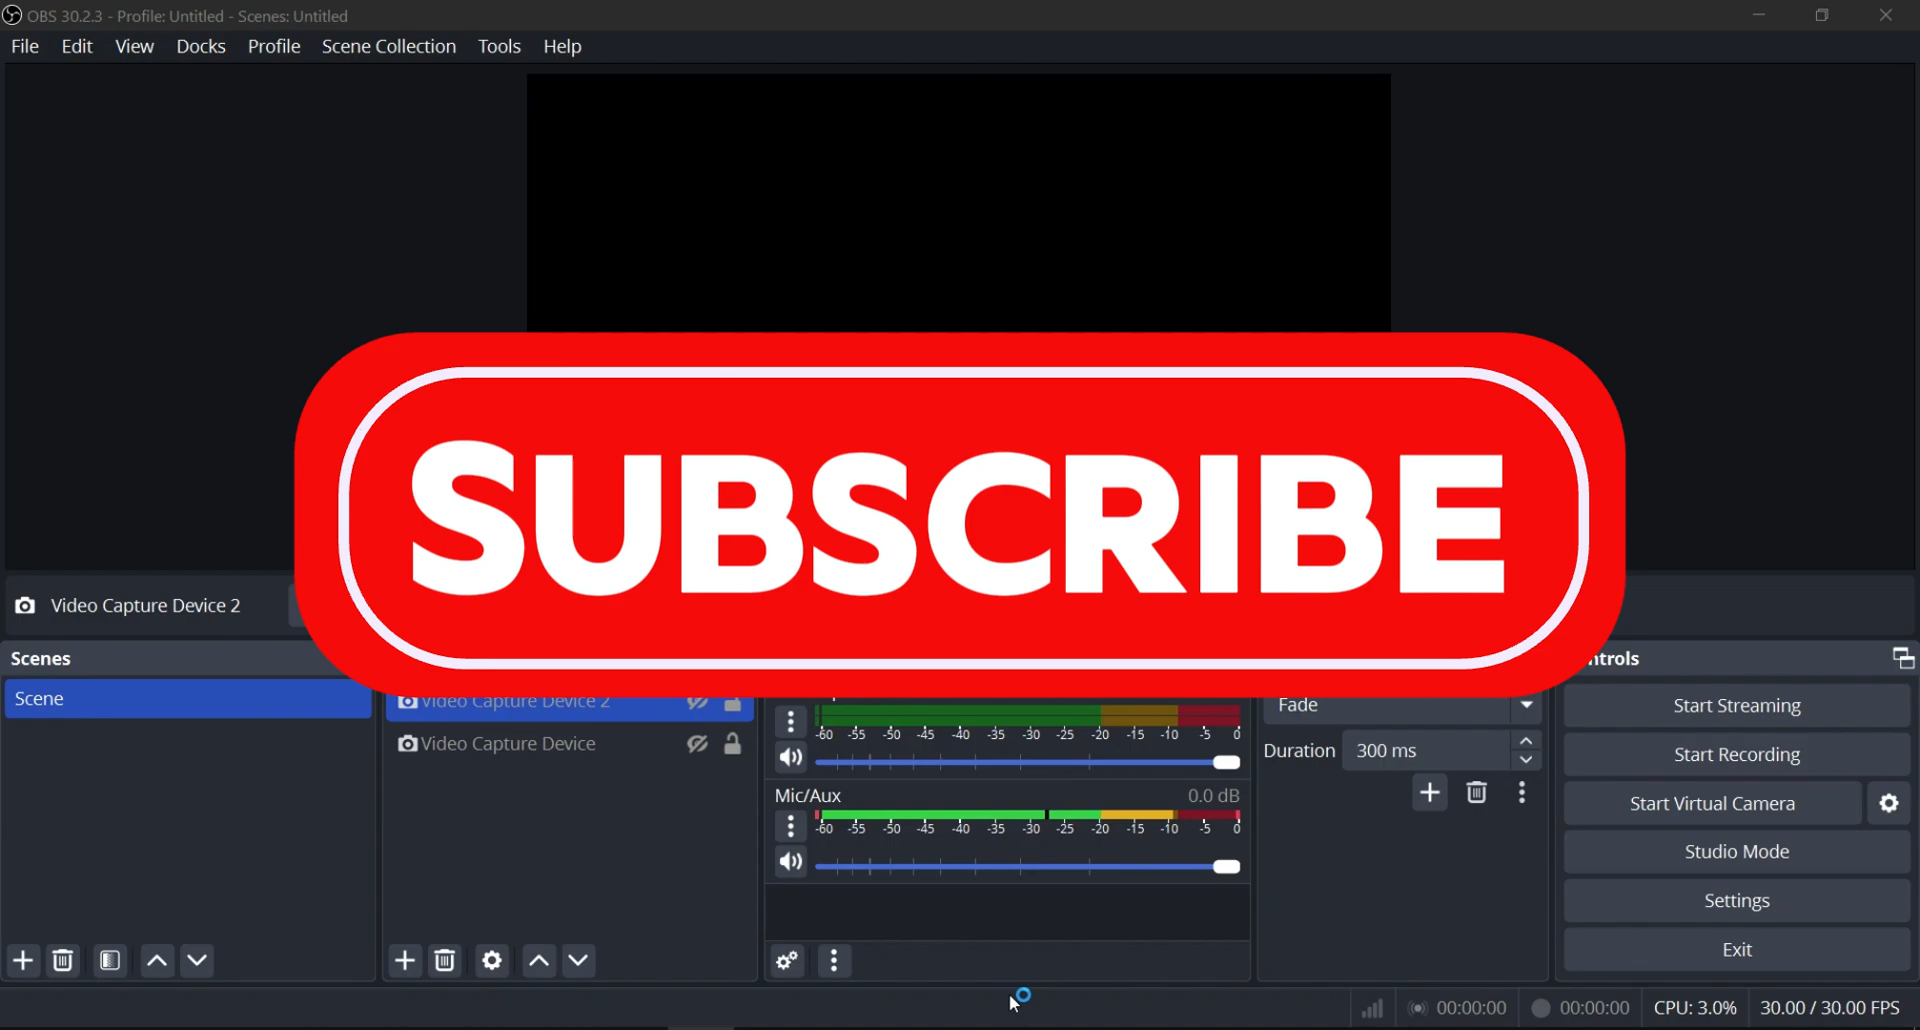 OBS 30.2.3 - Profile: Untitled - Scenes: Untitled
File Edit View Docks Profile Scene Collection Tools Help
SUBSCRIBE
Video Capture Device 2
Scenes
ntrols
Scene
Video Capture Device 2
Video Capture Device
-60 -55 -50 -45 -40 -35 -30 -25 -20 -15 -10 -5 0
Mic/Aux 0.0 dB
-60 -55 -50 -45 -40 -35 -30 -25 -20 -15 -10 -5 0
Fade
Duration 300 ms
Start Streaming
Start Recording
Start Virtual Camera
Studio Mode
Settings
Exit
00:00:00 00:00:00 CPU: 3.0% 30.00 / 30.00 FPS